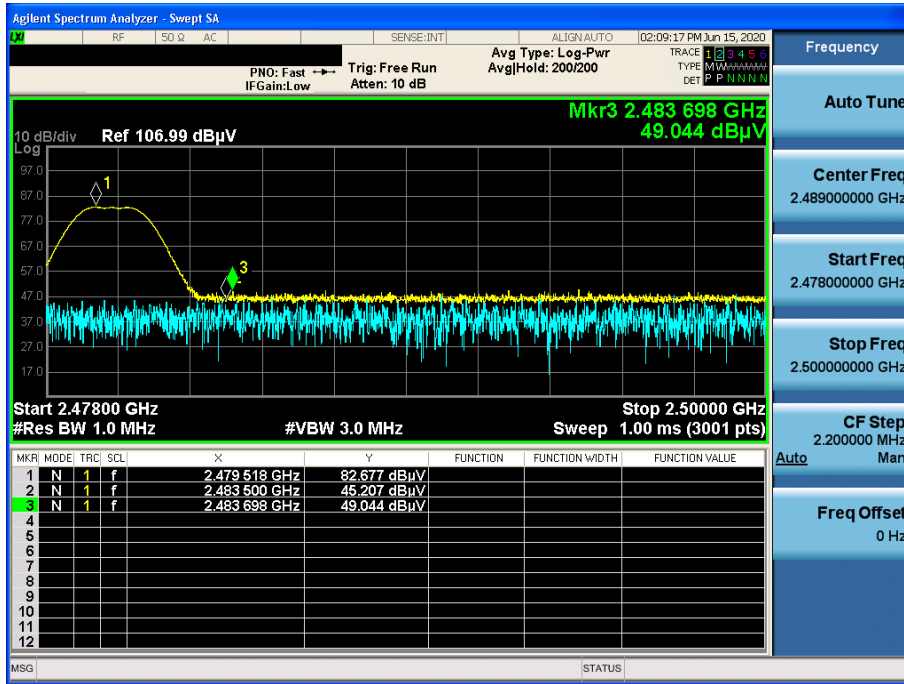 Agilent Spectrum Analyzer - Swept SA
LXI RF 50 Ω AC SENSE:INT ALIGN AUTO 02:09:17 PM Jun 15, 2020
Frequency
PNO: Fast Trig: Free Run Avg Type: Log-Pwr TRACE 1 2 3 4 5 6
IFGain:Low Atten: 10 dB Avg|Hold: 200/200 TYPE M WWWWW
DET P P N N N N
Auto Tune
Mkr3 2.483 698 GHz
49.044 dBµV
10 dB/div Ref 106.99 dBµV
Log
97.0
87.0
77.0
67.0
57.0
47.0
37.0
27.0
17.0
1
3
Center Freq
2.489000000 GHz
Start Freq
2.478000000 GHz
Stop Freq
2.500000000 GHz
Start 2.47800 GHz Stop 2.50000 GHz
#Res BW 1.0 MHz #VBW 3.0 MHz Sweep 1.00 ms (3001 pts)
CF Step
2.200000 MHz
Auto Man
MKR MODE TRC SCL X Y FUNCTION FUNCTION WIDTH FUNCTION VALUE
1 N 1 f 2.479 518 GHz 82.677 dBµV
2 N 1 f 2.483 500 GHz 45.207 dBµV
3 N 1 f 2.483 698 GHz 49.044 dBµV
4
5
6
7
8
9
10
11
12
Freq Offset
0 Hz
MSG STATUS